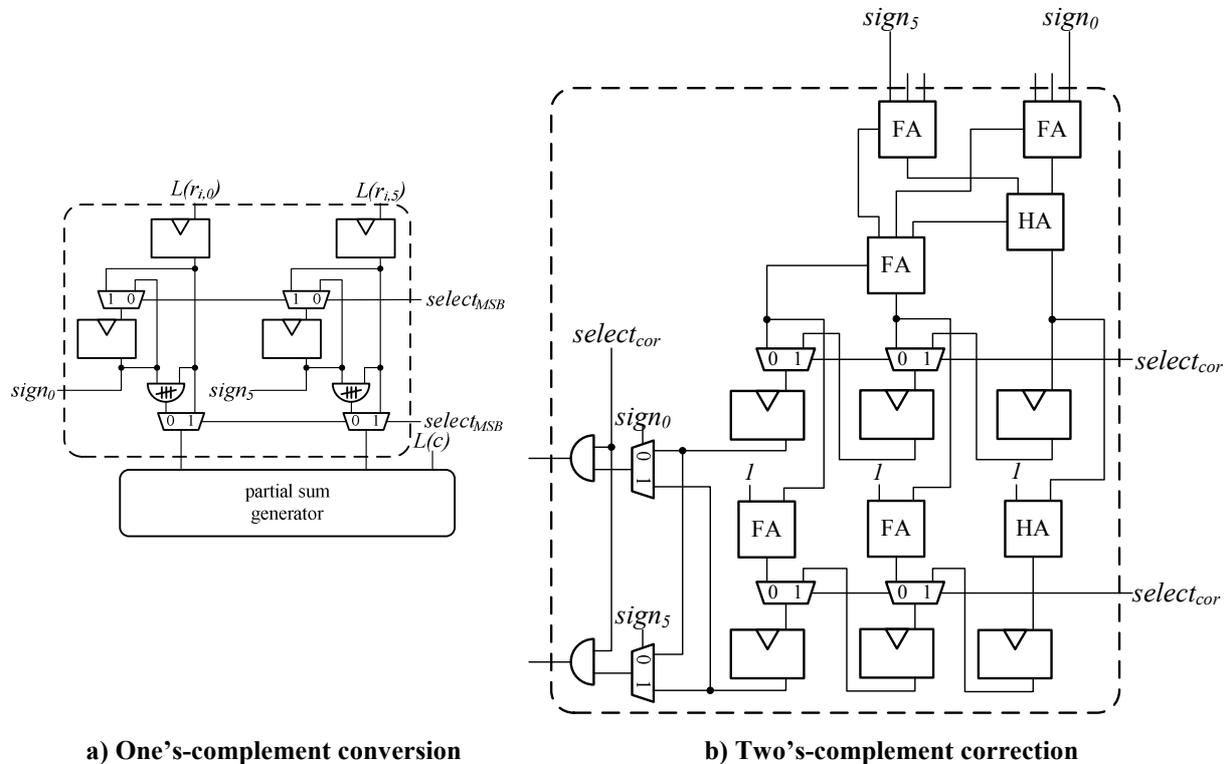 sign5 sign0
FA FA
L(ri,0) L(ri,5)
HA
FA
1 0 1 0 selectMSB
selectcor
0 1 0 1 selectcor
sign0 sign5
0 1 0 1 selectMSB
L(c)
sign0
0 1
1 1 1
partial sum
generator
FA FA HA
0 1 0 1 selectcor
sign5
0 1
a) One's-complement conversion
b) Two's-complement correction